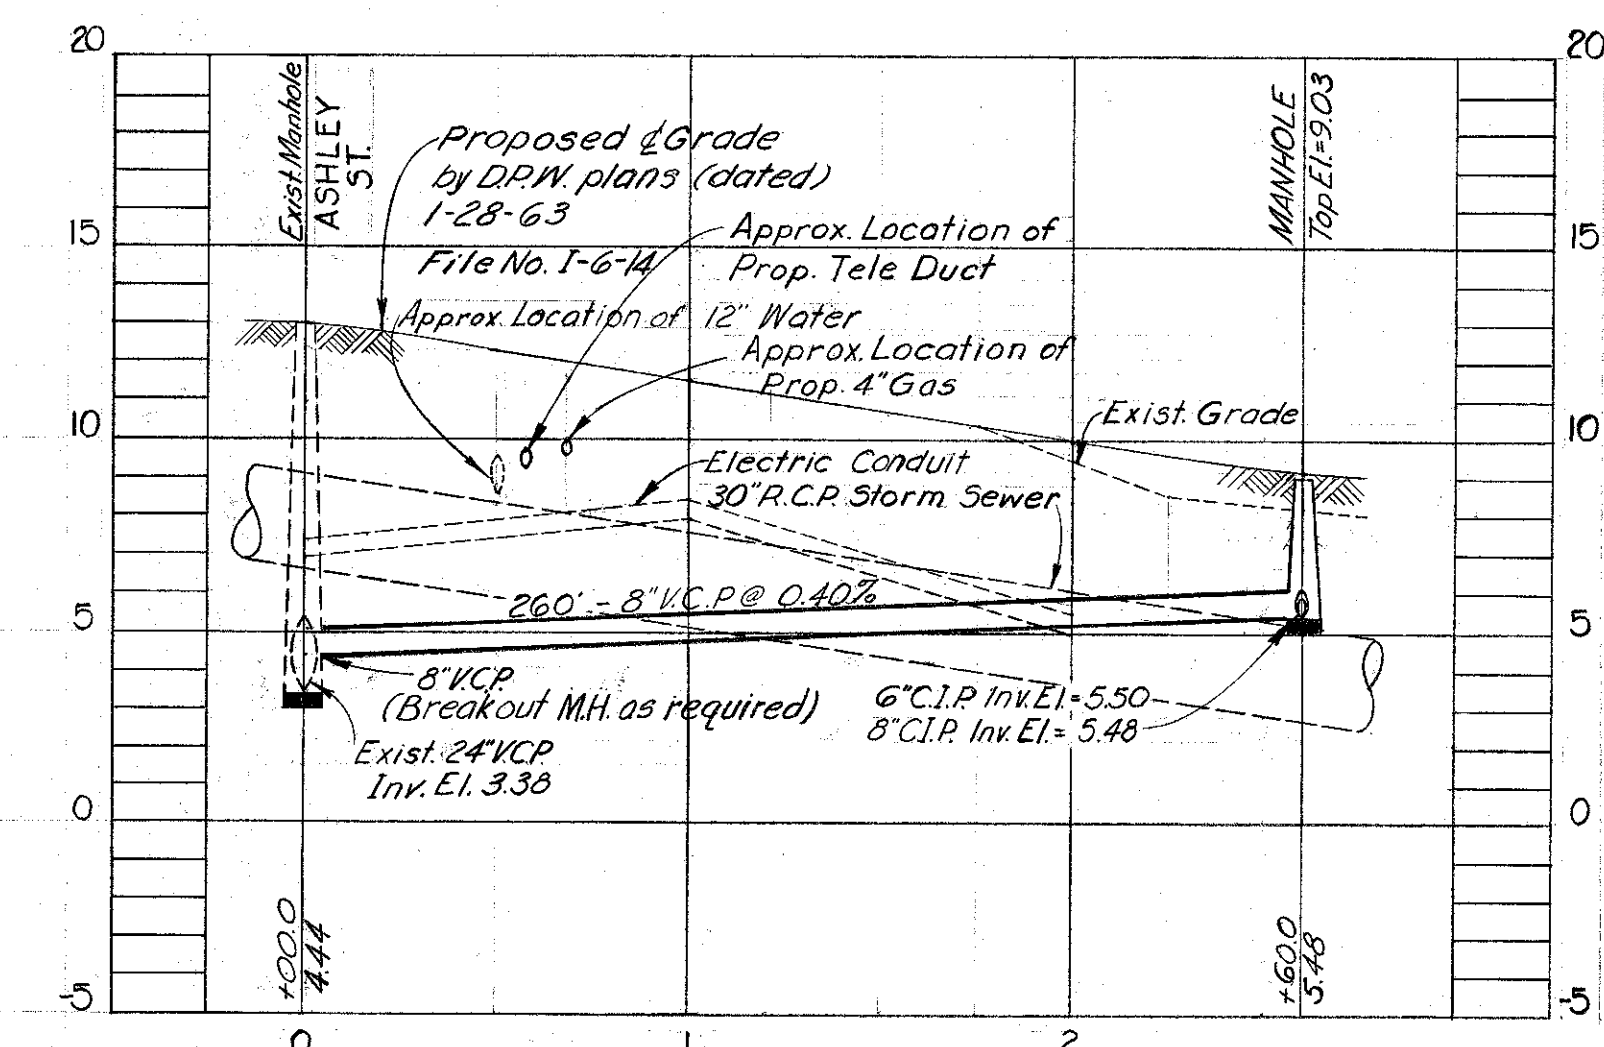 20
20
Exist. Manhole
ASHLEY
ST.
MANHOLE
Top El.=9.03
Proposed ℄ Grade
by D.P.W. plans (dated)
1-28-63
File No. I-6-14
15
15
Approx. Location of
Prop. Tele Duct
Approx. Location of 12" Water
Approx. Location of
Prop. 4" Gas
10
10
Exist. Grade
Electric Conduit
30" R.C.P. Storm Sewer
260' - 8" V.C.P @ 0.40%
5
5
8" V.C.P.
(Breakout M.H. as required)
6" C.I.P. Inv. El. = 5.50
8" C.I.P. Inv. El. = 5.48
Exist. 24" V.C.P.
Inv. El. 3.38
0
0
+00.0
4.44
+60.0
5.48
-5
-5
0
1
2